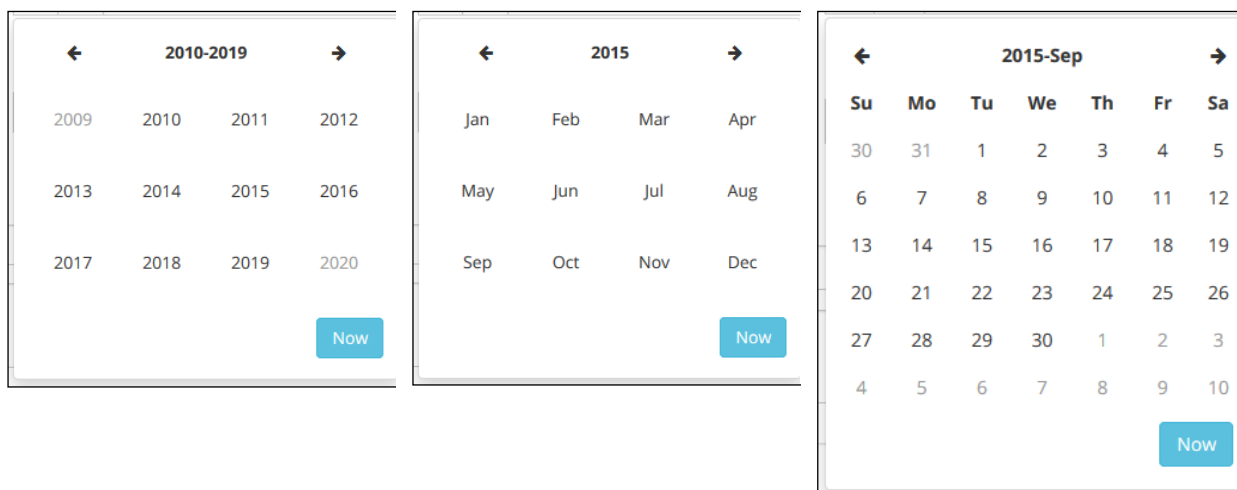 2010-2019
2009 2010 2011 2012
2013 2014 2015 2016
2017 2018 2019 2020
Now
2015
Jan Feb Mar Apr
May Jun Jul Aug
Sep Oct Nov Dec
Now
2015-Sep
Su Mo Tu We Th Fr Sa
30 31 1 2 3 4 5
6 7 8 9 10 11 12
13 14 15 16 17 18 19
20 21 22 23 24 25 26
27 28 29 30 1 2 3
4 5 6 7 8 9 10
Now